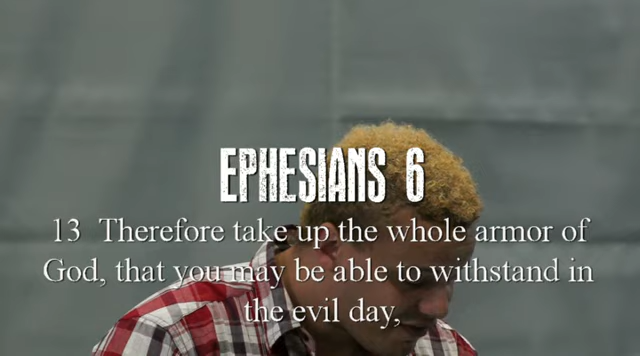 EPHESIANS 6
13 Therefore take up the whole armor of
God, that you may be able to withstand in
the evil day,